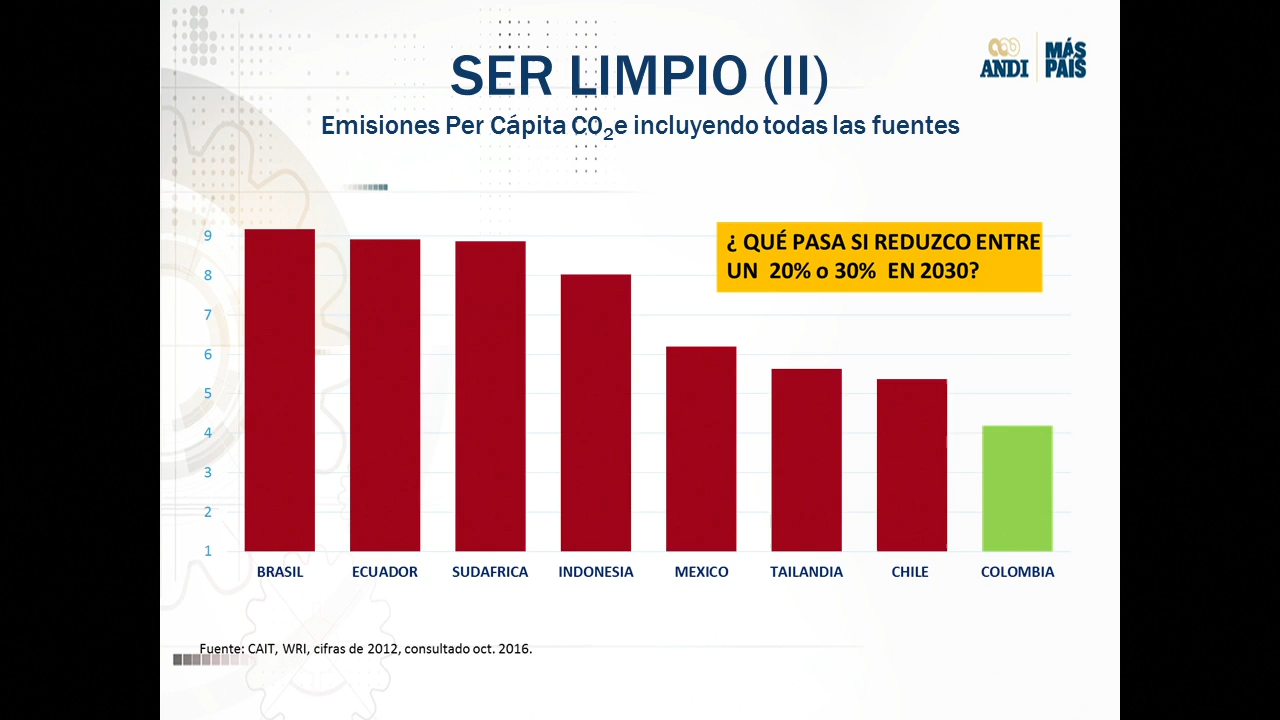 SER LIMPIO (II)
ANDI
MÁS
PAÍS
Emisiones Per Cápita CO₂e incluyendo todas las fuentes
¿ QUÉ PASA SI REDUZCO ENTRE
UN 20% o 30% EN 2030?
9
8
7
6
5
4
3
2
1
BRASIL ECUADOR SUDAFRICA INDONESIA MEXICO TAILANDIA CHILE COLOMBIA
Fuente: CAIT, WRI, cifras de 2012, consultado oct. 2016.